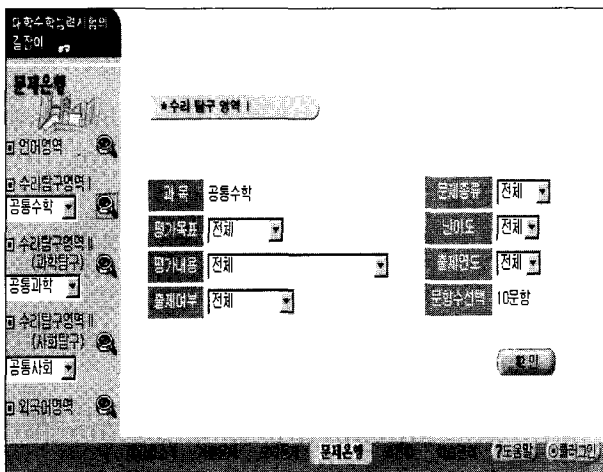 대학수학능력시험의
길잡이
문제은행
언어영역
수리탐구영역 I
공통수학
수리탐구영역 II
(과학탐구)
공통과학
수리탐구영역 II
(사회탐구)
공통사회
외국어영역
*수리 탐구 영역 I
과 목 공통수학
평가목표 전체
평가내용 전체
출제여부 전체
문제종류 전체
난이도 전체
출제연도 전체
문항수선택 10문항
확인
문제은행
?도움말